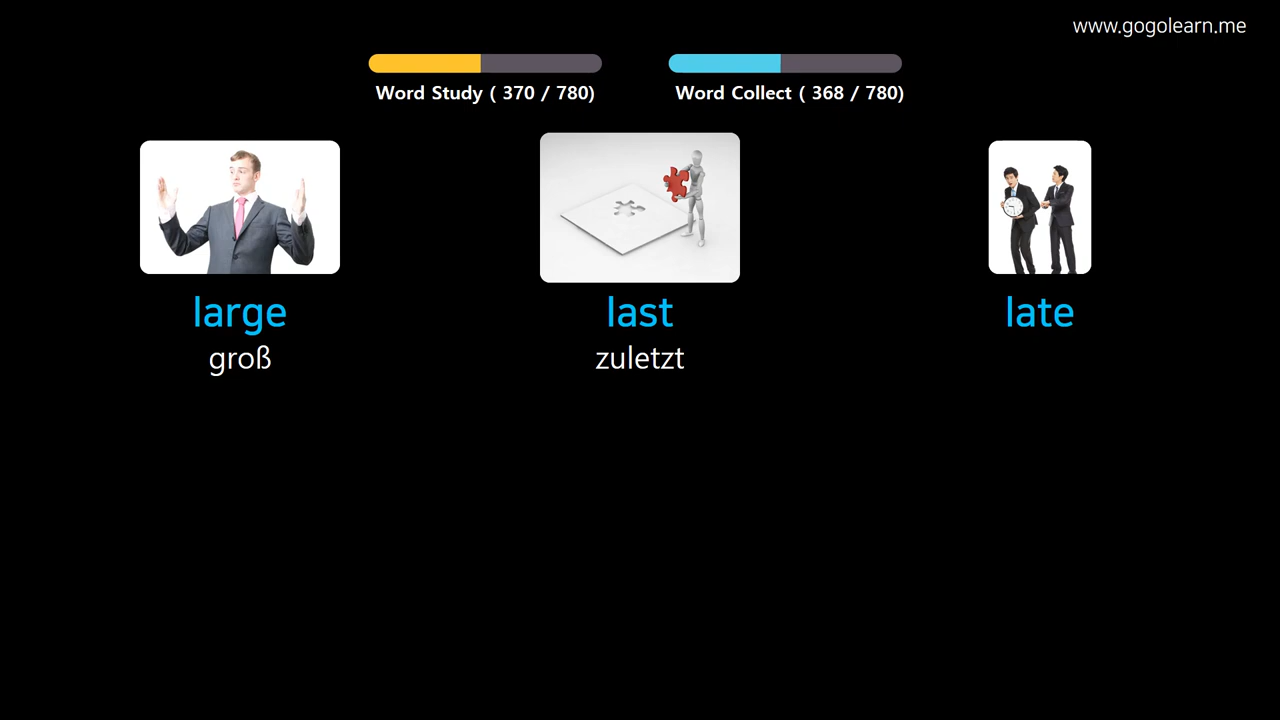 www.gogolearn.me
Word Study ( 370 / 780)
Word Collect ( 368 / 780)
large
last
late
groß
zuletzt